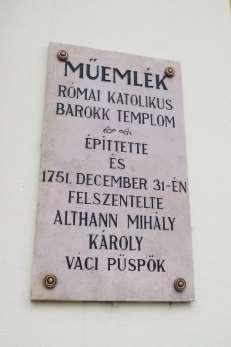 MŰEMLÉK
RÓMAI KATOLIKUS
BAROKK TEMPLOM
ÉPÍTTETTE
ÉS
1751. DECEMBER 31-ÉN
FELSZENTELTE
ALTHANN MIHÁLY
KÁROLY
VÁCI PÜSPÖK